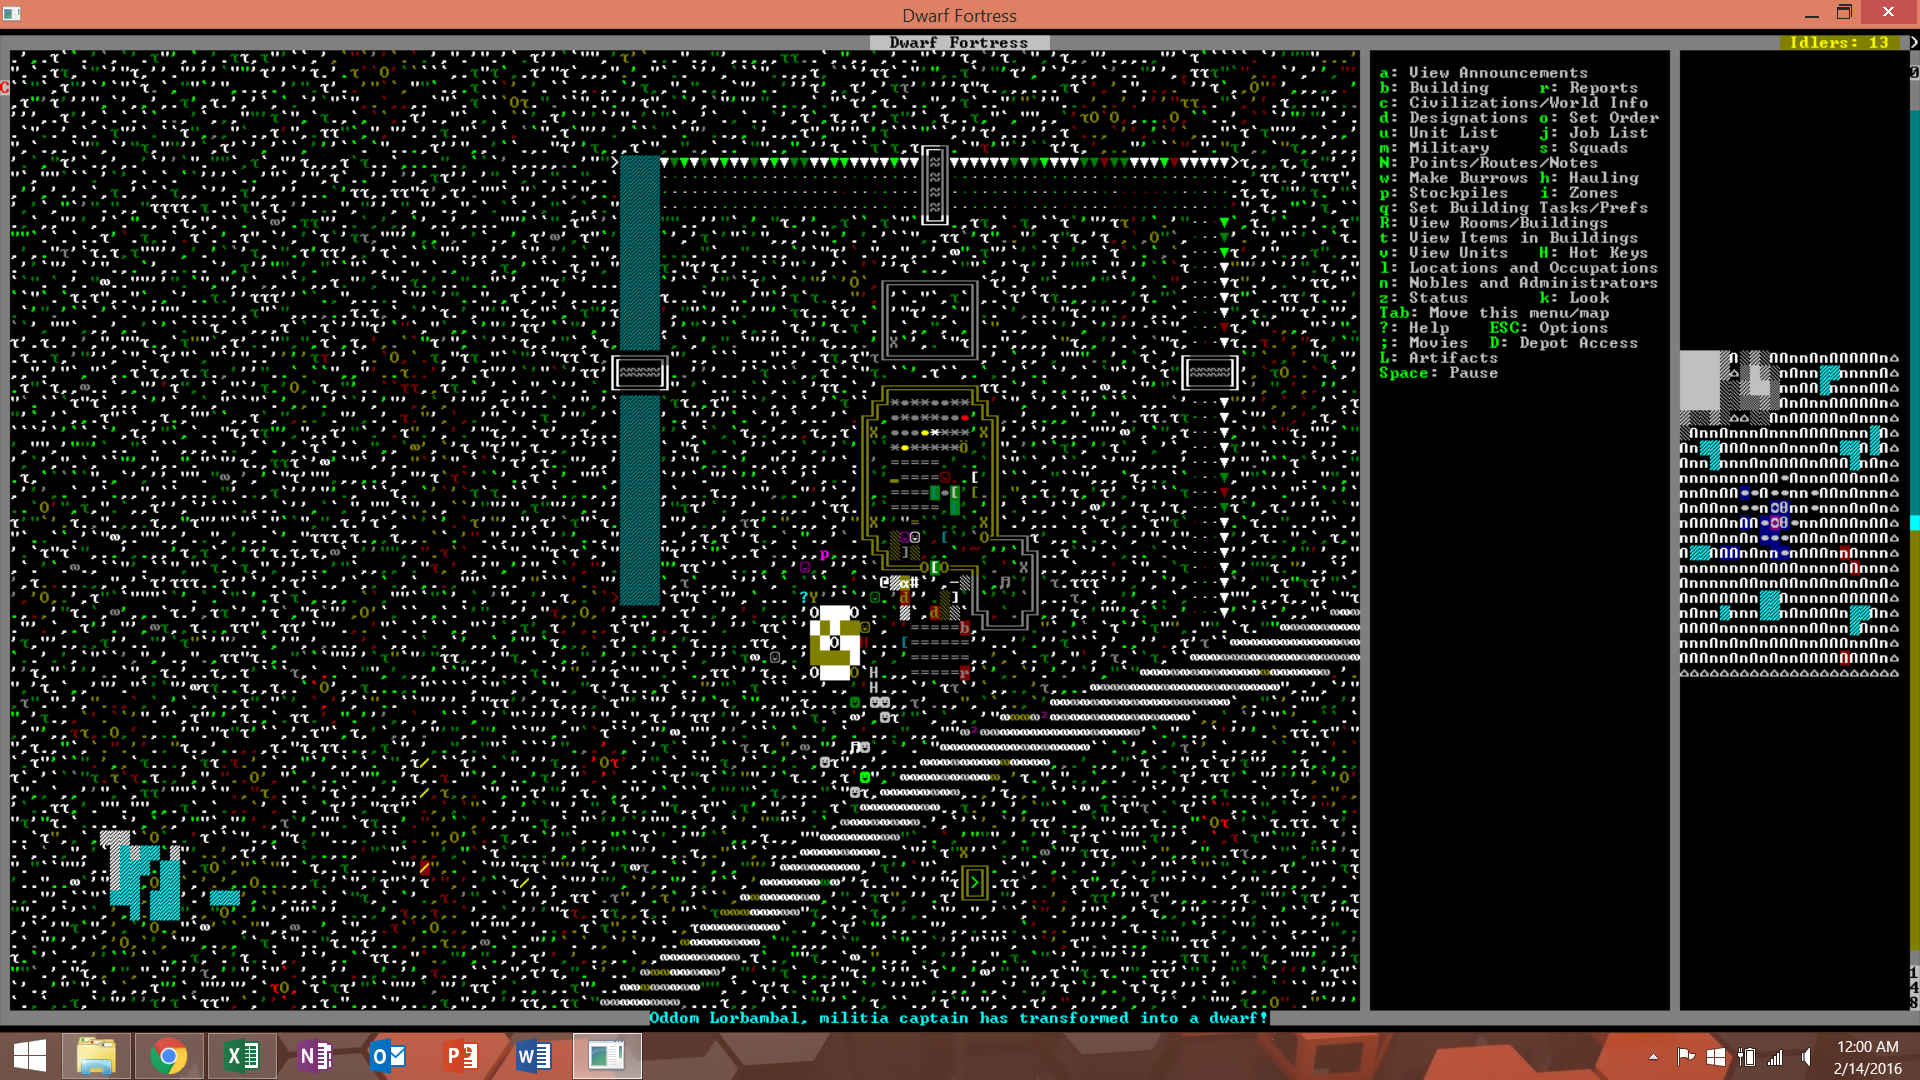 Dwarf Fortress
Dwarf Fortress
Idlers: 13
a: View Announcements
b: Building r: Reports
c: Civilizations/World Info
d: Designations o: Set Order
u: Unit List j: Job List
m: Military s: Squads
N: Points/Routes/Notes
w: Make Burrows h: Hauling
p: Stockpiles i: Zones
q: Set Building Tasks/Prefs
R: View Rooms/Buildings
t: View Items in Buildings
v: View Units H: Hot Keys
l: Locations and Occupations
n: Nobles and Administrators
z: Status k: Look
Tab: Move this menu/map
?: Help ESC: Options
;: Movies D: Depot Access
L: Artifacts
Space: Pause
Oddom Lorbambal, militia captain has transformed into a dwarf!
12:00 AM
2/14/2016